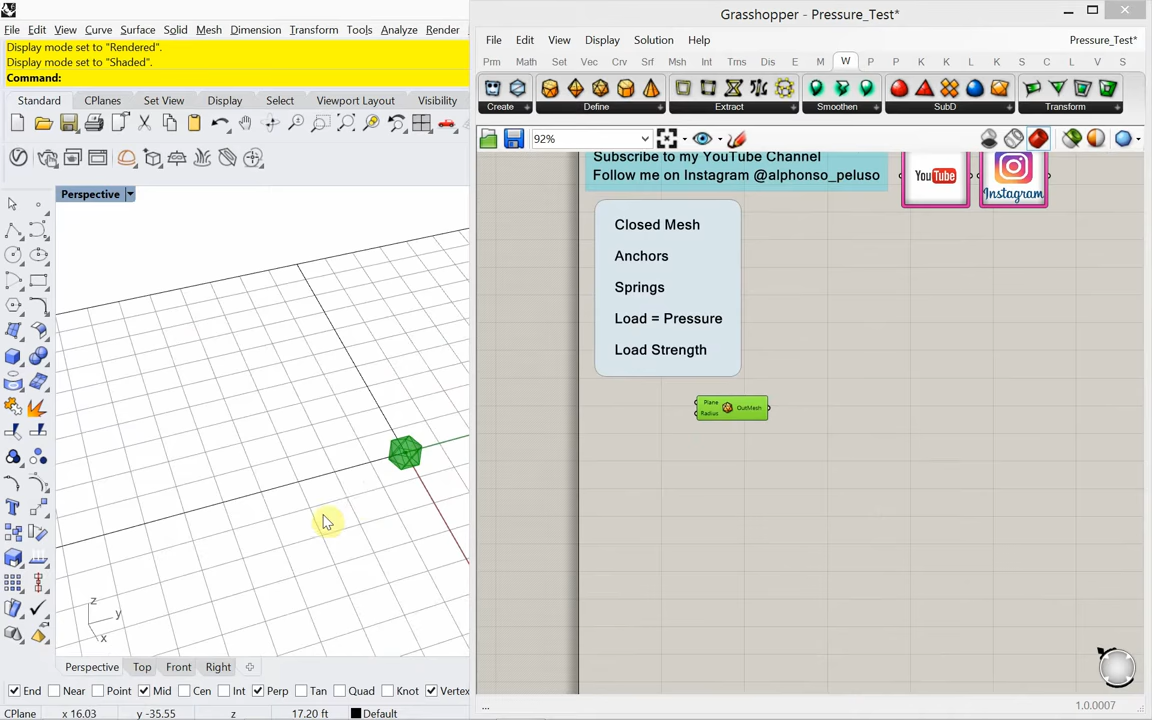 Grasshopper - Pressure_Test*
File Edit View Curve Surface Solid Mesh Dimension Transform Tools Analyze Render
File Edit View Display Solution Help Pressure_Test*
Display mode set to "Rendered".
Display mode set to "Shaded".
Command:
Prm Math Set Vec Crv Srf Msh Int Trns Dis E M W P P K K L L S C V S
Standard CPlanes Set View Display Select Viewport Layout Visibility
Create Define Extract Smoothen SubD Transform
92%
Subscribe to my YouTube Channel
Follow me on Instagram @alphonso_peluso
YouTube
Instagram
Perspective
Closed Mesh
Anchors
Springs
Load = Pressure
Load Strength
Plane
Radius
OutMesh
z
y
x
Perspective Top Front Right
End Near Point Mid Cen Int Perp Tan Quad Knot Vertex
CPlane x 16.03 y -35.55 z 17.20 ft Default
... 1.0.0007